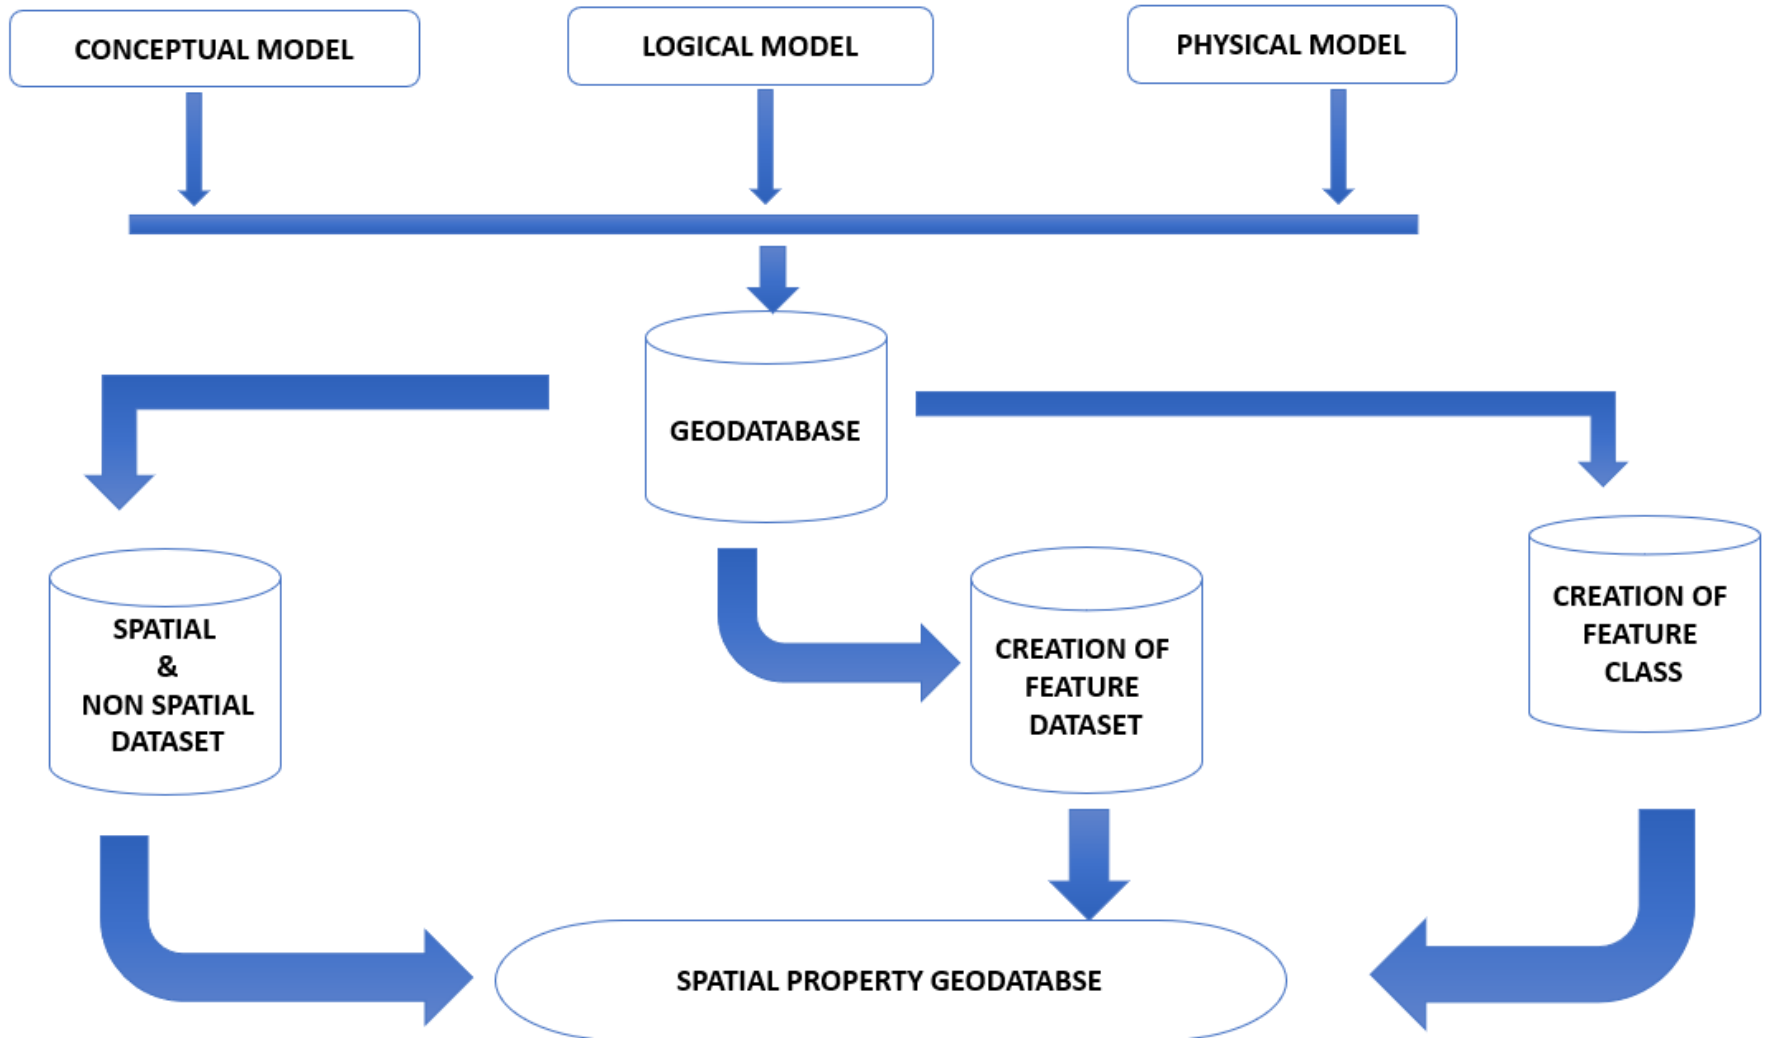 CONCEPTUAL MODEL
LOGICAL MODEL
PHYSICAL MODEL
GEODATABASE
SPATIAL
&
NON SPATIAL
DATASET
CREATION OF
FEATURE
DATASET
CREATION OF
FEATURE
CLASS
SPATIAL PROPERTY GEODATABSE